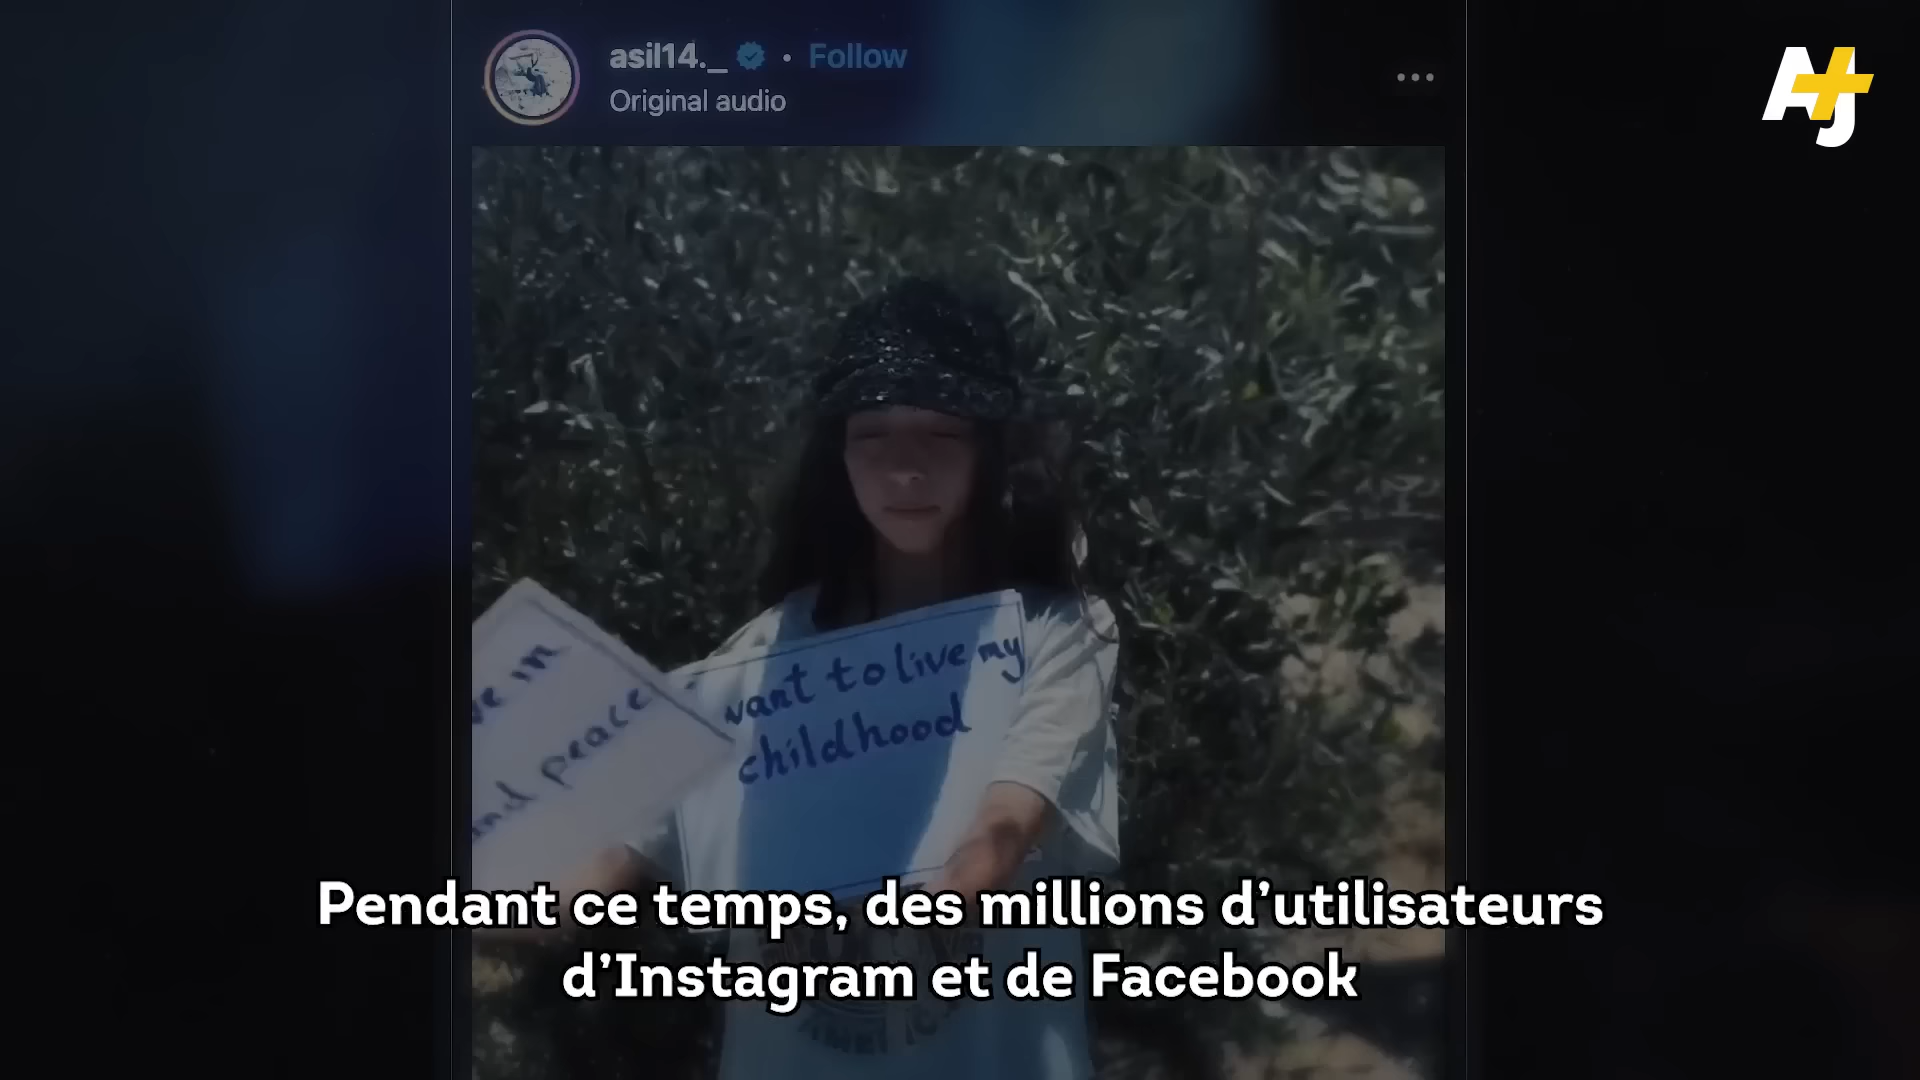 asil14._ • Follow
Original audio
AJ+
want to live my
childhood
and peace
Pendant ce temps, des millions d’utilisateurs
d’Instagram et de Facebook